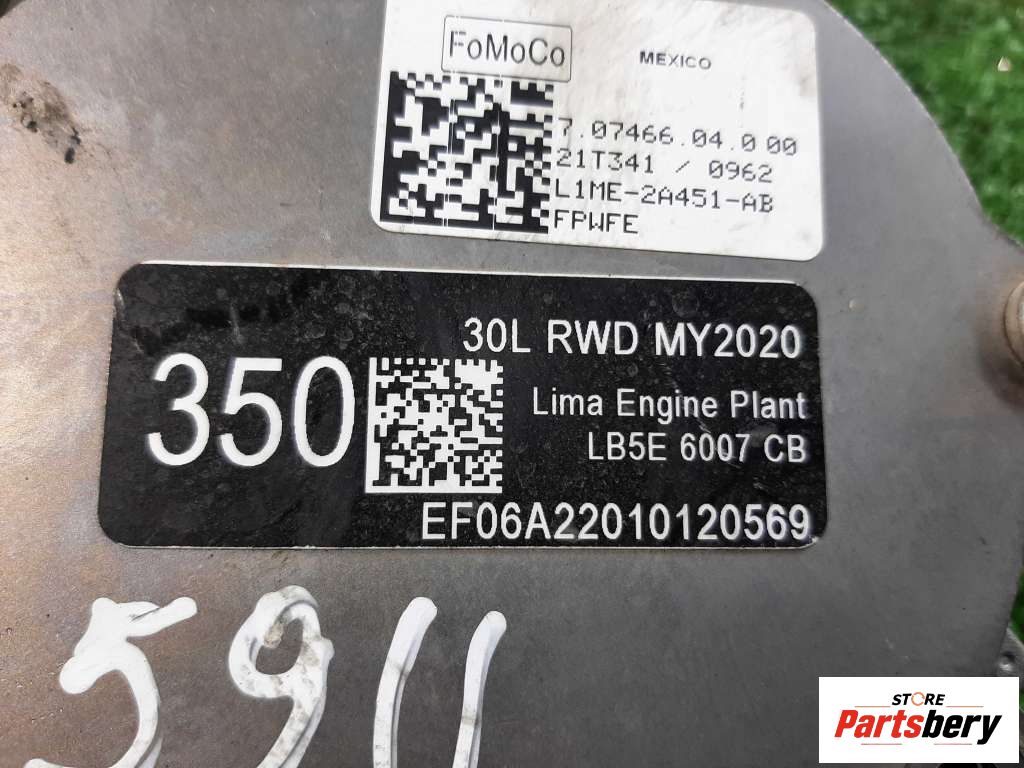 FoMoCo
MEXICO
7.07466.04.0 00
21T341 / 0962
L1ME-2A451-AB
FPWFE
30L RWD MY2020
350
Lima Engine Plant
LB5E 6007 CB
EF06A22010120569
5911
STORE
Partsbery